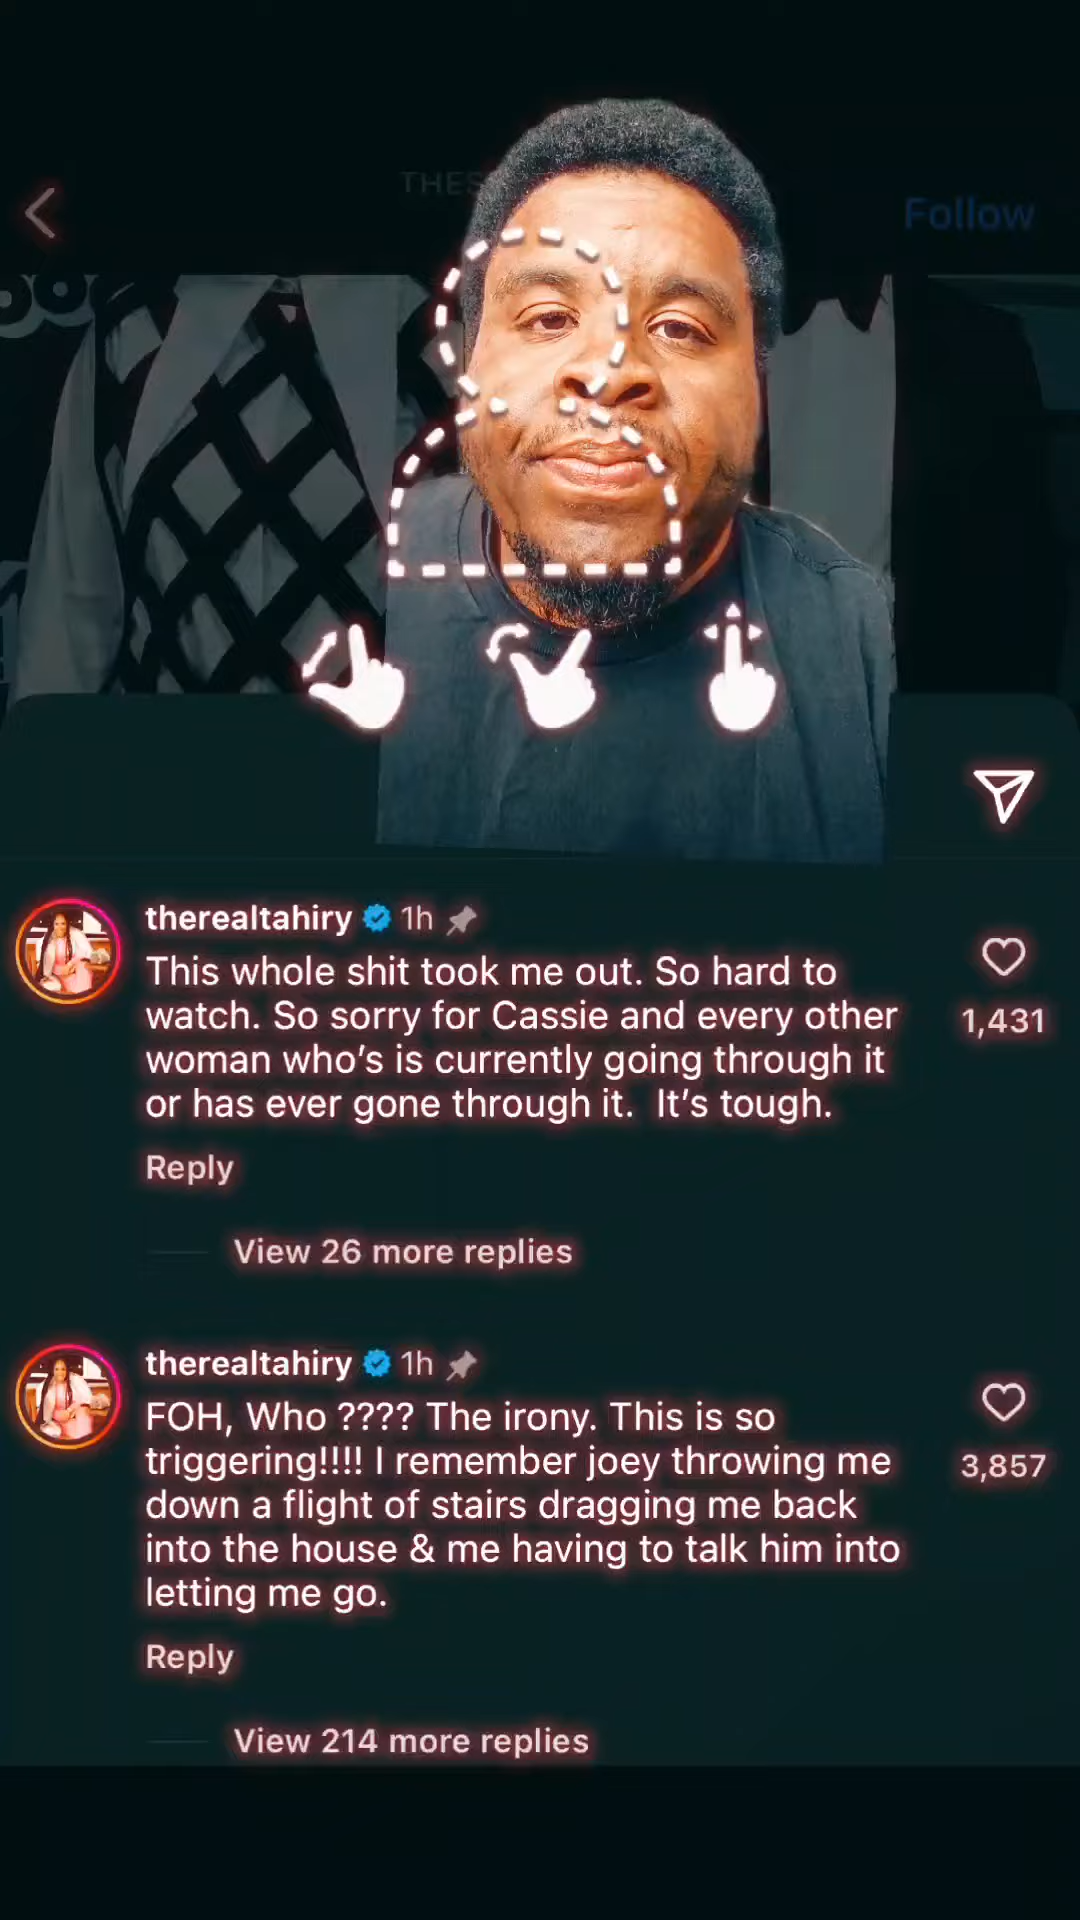 THES
Follow
therealtahiry 1h
This whole shit took me out. So hard to
watch. So sorry for Cassie and every other
woman who's is currently going through it
or has ever gone through it.  It's tough.
1,431
Reply
View 26 more replies
therealtahiry 1h
FOH, Who ???? The irony. This is so
triggering!!!! I remember joey throwing me
down a flight of stairs dragging me back
into the house & me having to talk him into
letting me go.
3,857
Reply
View 214 more replies